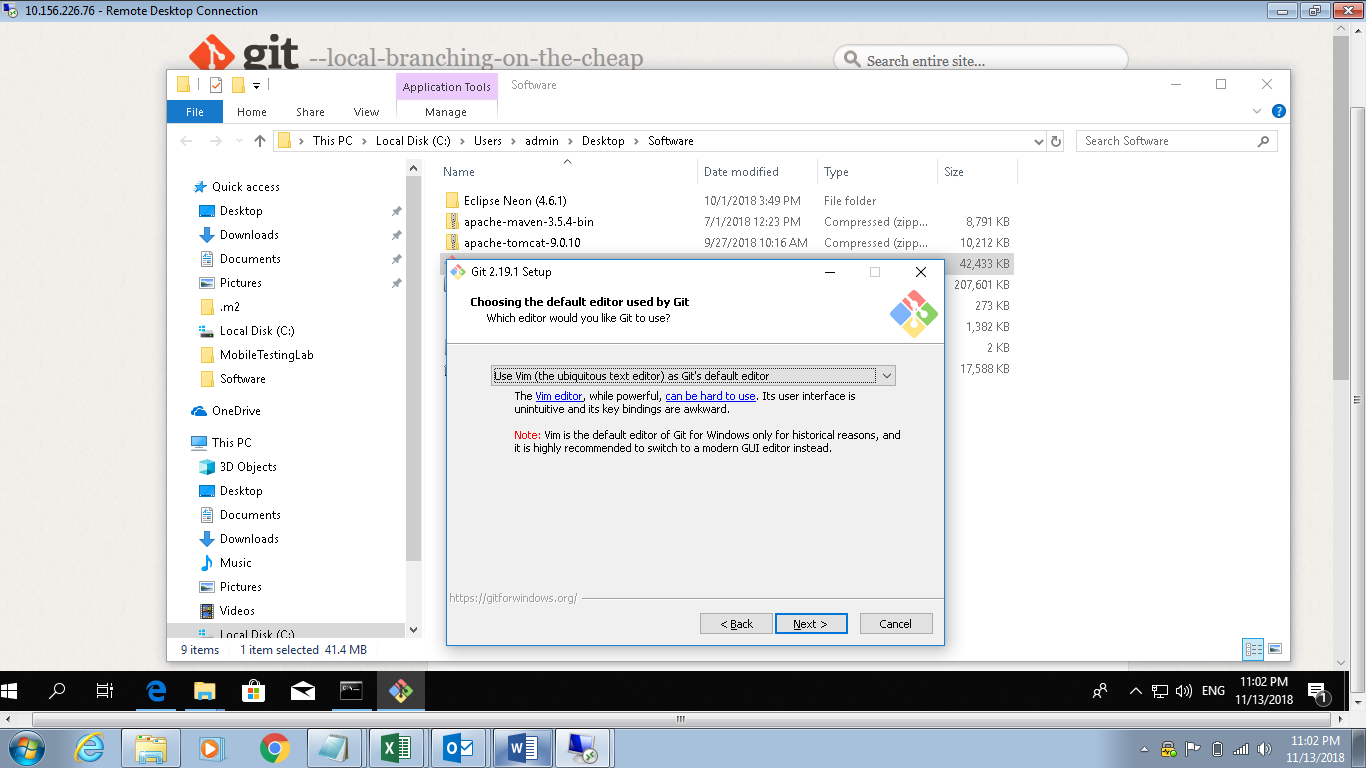 10.156.226.76 - Remote Desktop Connection
git --local-branching-on-the-cheap
Search entire site...
Application Tools
Software
File
Home
Share
View
Manage
This PC
Local Disk (C:)
Users
admin
Desktop
Software
Search Software
Name
Date modified
Type
Size
Quick access
Desktop
Downloads
Documents
Pictures
.m2
Local Disk (C:)
MobileTestingLab
Software
OneDrive
This PC
3D Objects
Desktop
Documents
Downloads
Music
Pictures
Videos
Local Disk (C:)
Eclipse Neon (4.6.1) 10/1/2018 3:49 PM File folder
apache-maven-3.5.4-bin 7/1/2018 12:23 PM Compressed (zipp... 8,791 KB
apache-tomcat-9.0.10 9/27/2018 10:16 AM Compressed (zipp... 10,212 KB
42,433 KB
207,601 KB
273 KB
1,382 KB
2 KB
17,588 KB
Git 2.19.1 Setup
Choosing the default editor used by Git
Which editor would you like Git to use?
Use Vim (the ubiquitous text editor) as Git's default editor
The Vim editor, while powerful, can be hard to use. Its user interface is
unintuitive and its key bindings are awkward.
Note: Vim is the default editor of Git for Windows only for historical reasons, and
it is highly recommended to switch to a modern GUI editor instead.
https://gitforwindows.org/
< Back
Next >
Cancel
9 items
1 item selected 41.4 MB
ENG
11:02 PM
11/13/2018
1
11:02 PM
11/13/2018